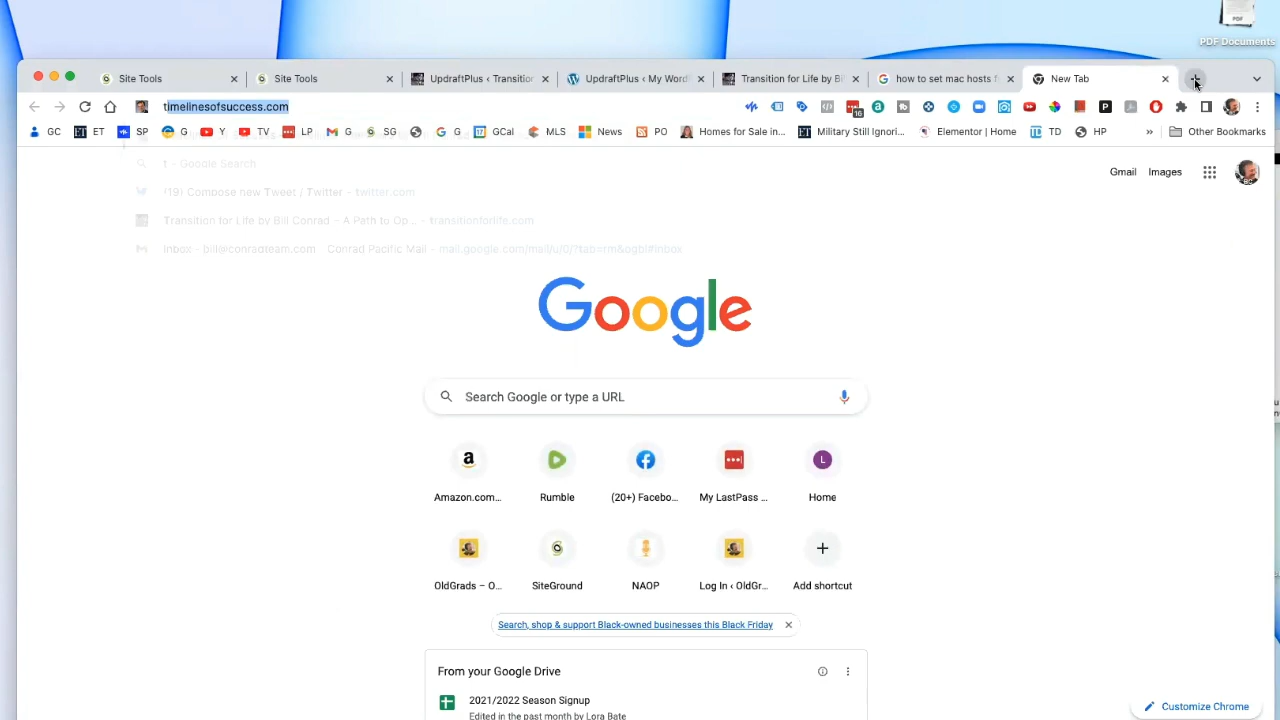 PDF
PDF Documents
Site Tools
Site Tools
UpdraftPlus ‹ Transition
UpdraftPlus ‹ My Word
Transition for Life by Bill
how to set mac hosts f
New Tab
timelinesofsuccess.com
16
GC
ET
SP
G
Y
TV
LP
G
SG
G
GCal
MLS
News
PO
Homes for Sale in...
Military Still Ignori...
Elementor | Home
TD
TD
HP
»
Other Bookmarks
t - Google Search
(19) Compose new Tweet / Twitter - twitter.com
Transition for Life by Bill Conrad – A Path to Op... - transitionforlife.com
Inbox - bill@conradteam.com Conrad Pacific Mail - mail.google.com/mail/u/0/?tab=rm&ogbl#inbox
Gmail
Images
Google
Search Google or type a URL
Amazon.com...
Rumble
(20+) Facebo...
My LastPass ...
L
Home
OldGrads – O...
SiteGround
NAOP
Log In ‹ OldGr...
Add shortcut
Search, shop & support Black-owned businesses this Black Friday
From your Google Drive
2021/2022 Season Signup
Edited in the past month by Lora Bate
Customize Chrome